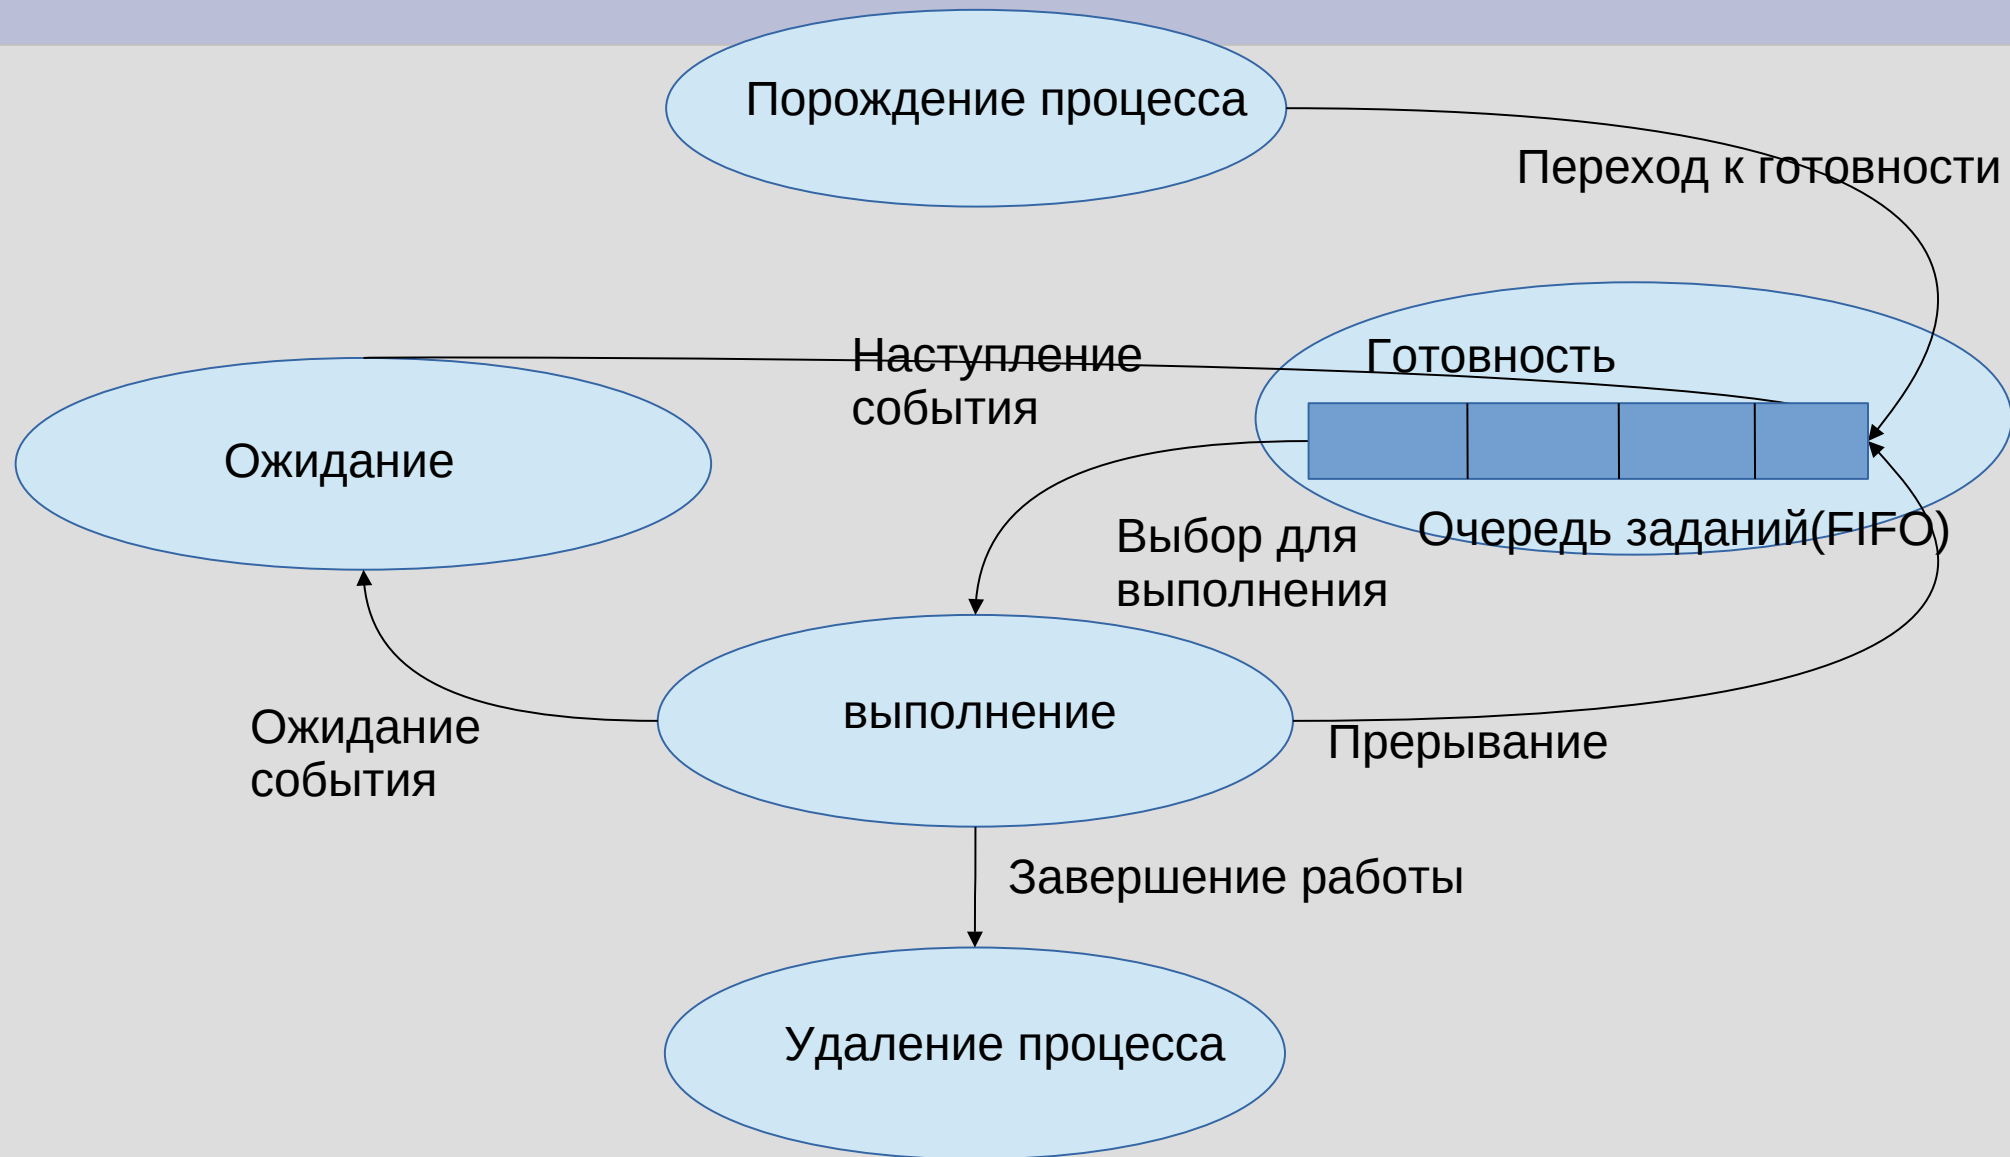 Порождение процесса
Переход к готовности
Наступление
события
Готовность
Ожидание
Очередь заданий(FIFO)
Выбор для
выполнения
выполнение
Ожидание
события
Прерывание
Завершение работы
Удаление процесса